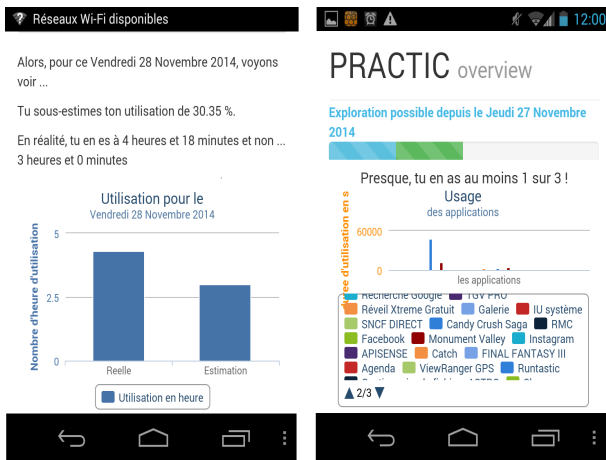 Réseaux Wi-Fi disponibles
Alors, pour ce Vendredi 28 Novembre 2014, voyons
voir ...
Tu sous-estimes ton utilisation de 30.35 %.
En réalité, tu en es à 4 heures et 18 minutes et non ...
3 heures et 0 minutes
Utilisation pour le
Vendredi 28 Novembre 2014
Nombre d'heure d'utilisation
5
2.5
0
Reelle
Estimation
Utilisation en heure
12:00
PRACTIC overview
Exploration possible depuis le Jeudi 27 Novembre
2014
Presque, tu en as au moins 1 sur 3 !
Usage
des applications
d'utilisation en s
60000
0
les applications
Recherche Google TGV PRO
Réveil Xtreme Gratuit Galerie IU système
SNCF DIRECT Candy Crush Saga RMC
Facebook Monument Valley Instagram
APISENSE Catch FINAL FANTASY III
Agenda ViewRanger GPS Runtastic
2/3